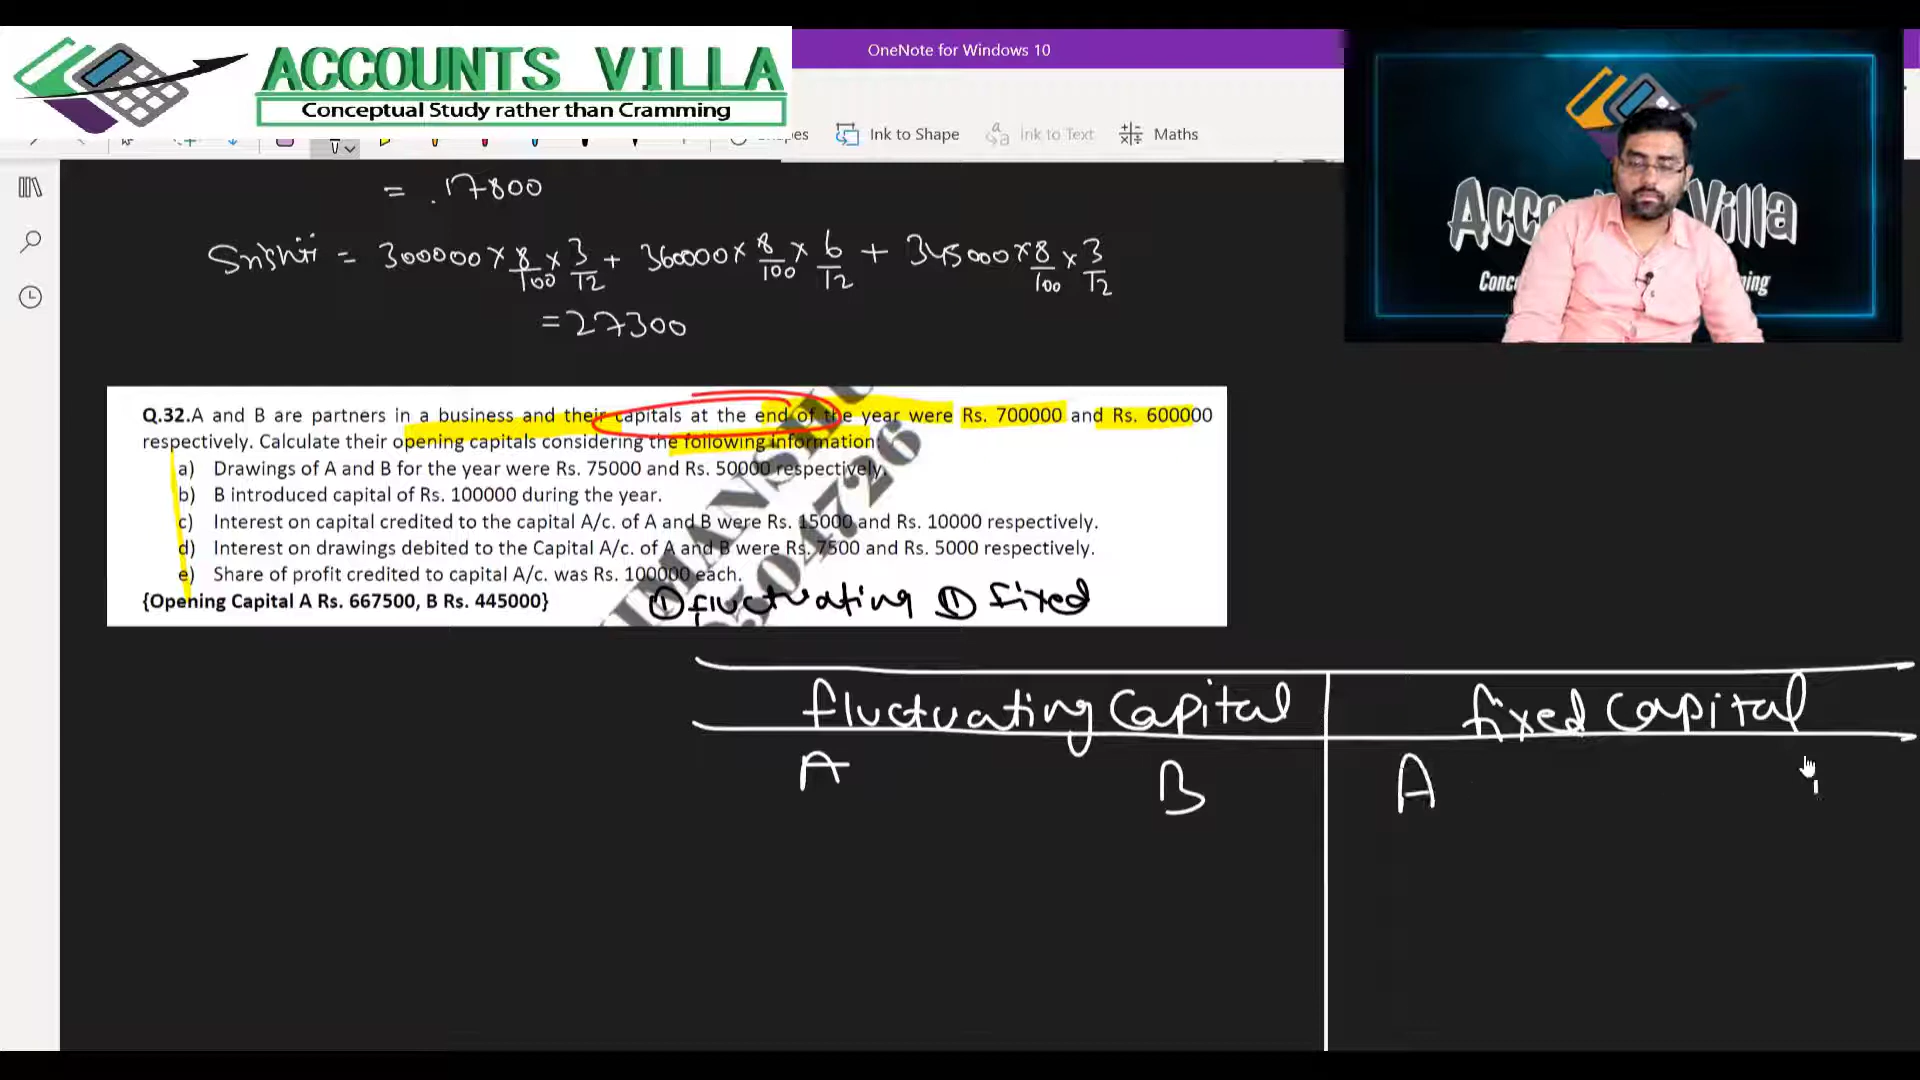 ACCOUNTS VILLA
Conceptual Study rather than Cramming
OneNote for Windows 10
Ink to Shape
Ink to Text
Maths
= 17800
= 300000 × 8/100 × 3/12 + 360000 × 8/100 × 6/12 + 345000 × 8/100 × 3/12
= 27300
Q.32.A and B are partners in a business and their capitals at the end of the year were Rs. 700000 and Rs. 600000
respectively. Calculate their opening capitals considering the following information:
a) Drawings of A and B for the year were Rs. 75000 and Rs. 50000 respectively.
b) B introduced capital of Rs. 100000 during the year.
c) Interest on capital credited to the capital A/c. of A and B were Rs. 15000 and Rs. 10000 respectively.
d) Interest on drawings debited to the Capital A/c. of A and B were Rs. 7500 and Rs. 5000 respectively.
e) Share of profit credited to capital A/c. was Rs. 100000 each.
{Opening Capital A Rs. 667500, B Rs. 445000}
① fluctuating ① fixed
fluctuating Capital fixed Capital
A B A